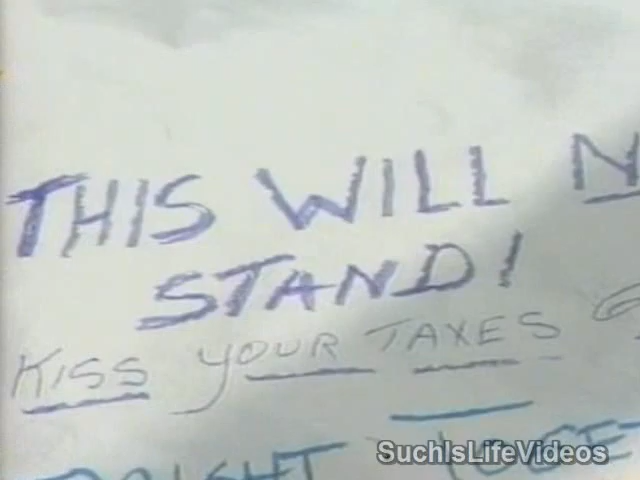 THIS WILL N
STAND!
KISS YOUR TAXES G
SuchIsLifeVideos